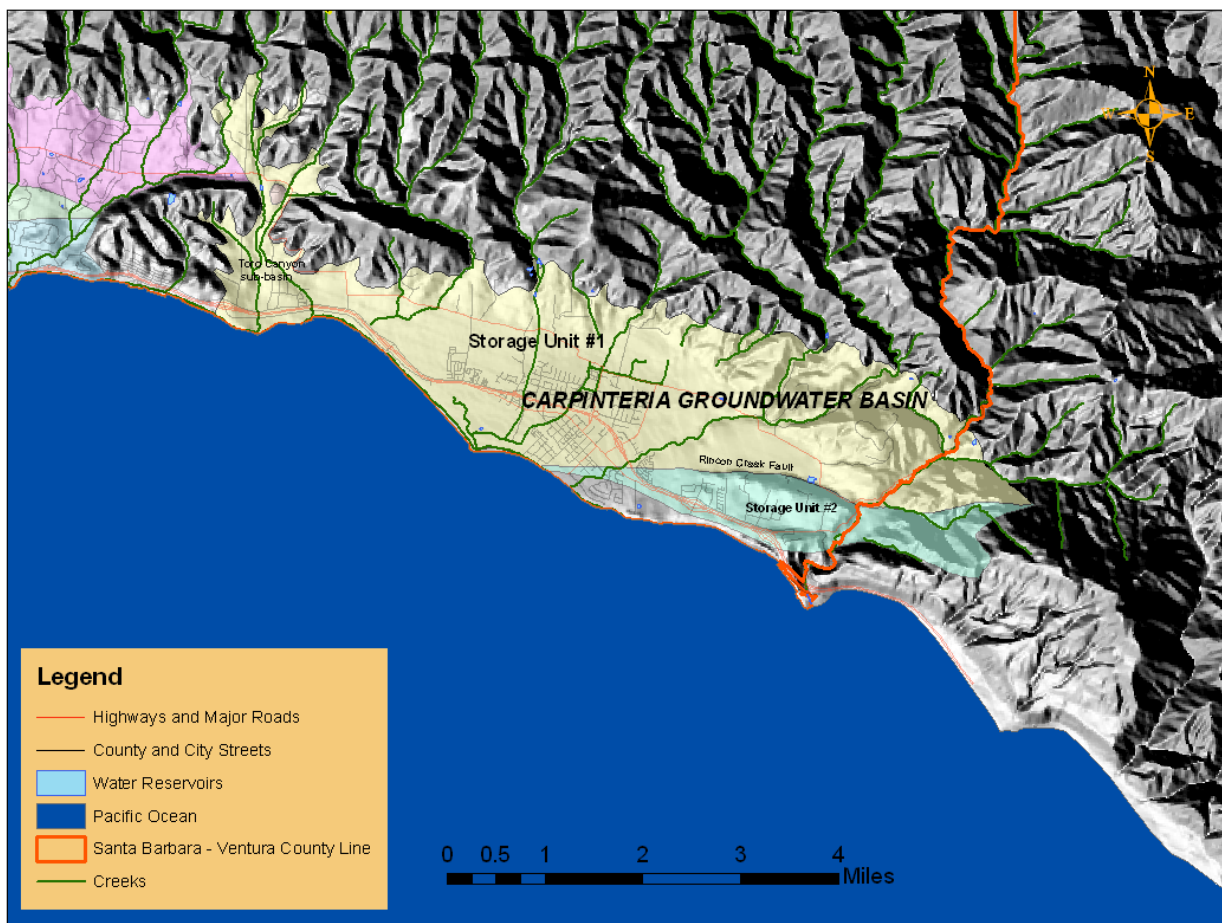 N
W
E
S
Toro Canyon
sub-basin
Storage Unit #1
CARPINTERIA GROUNDWATER BASIN
Rincon Creek Fault
Storage Unit #2
Legend
Highways and Major Roads
County and City Streets
Water Reservoirs
Pacific Ocean
Santa Barbara - Ventura County Line
Creeks
0 0.5 1 2 3 4
Miles